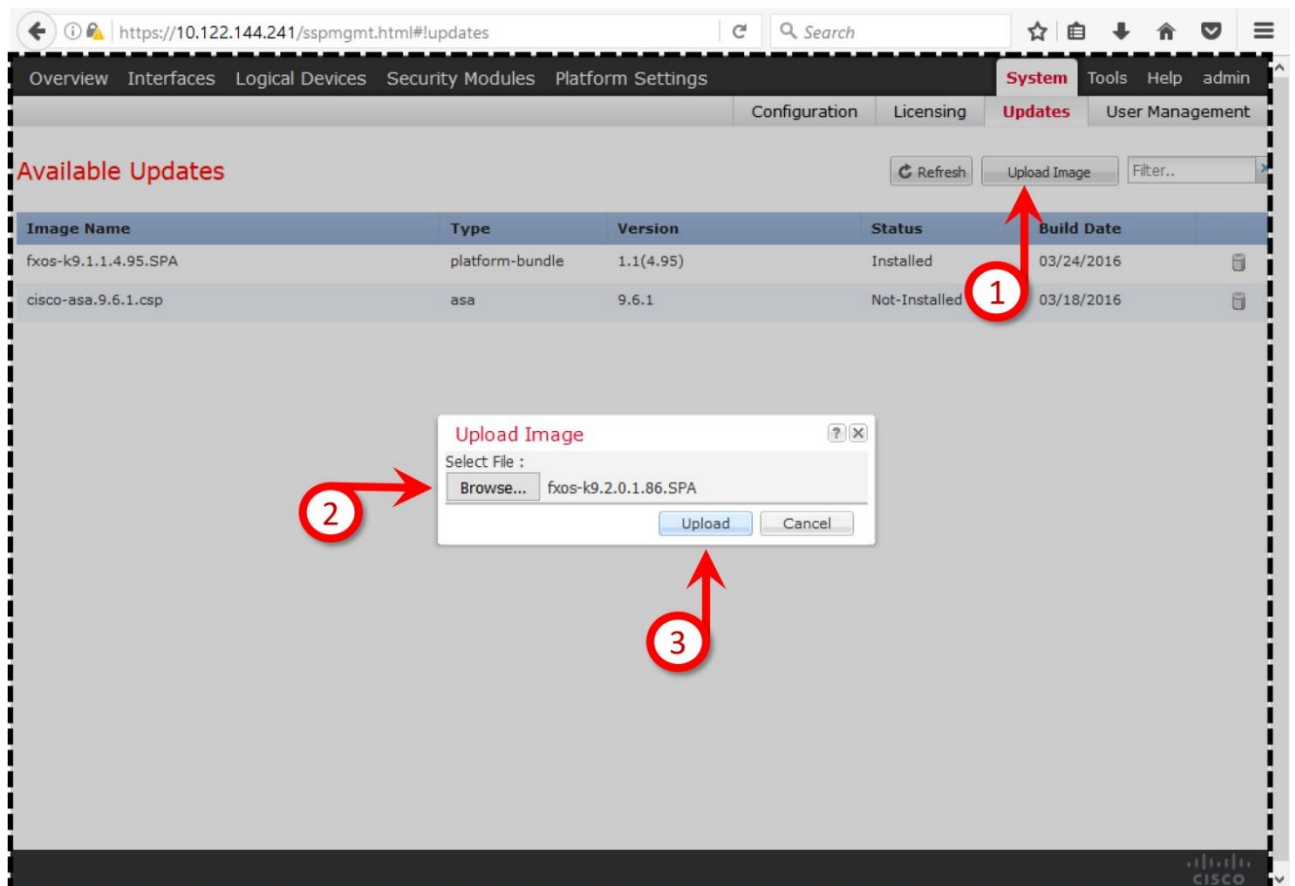 https://10.122.144.241/sspmgmt.html#!updates Search
Overview Interfaces Logical Devices Security Modules Platform Settings System Tools Help admin
Configuration Licensing Updates User Management
Available Updates Refresh Upload Image Filter..
Image Name Type Version Status Build Date
fxos-k9.1.1.4.95.SPA platform-bundle 1.1(4.95) Installed 03/24/2016
cisco-asa.9.6.1.csp asa 9.6.1 Not-Installed 03/18/2016
1
Upload Image ? X
Select File :
Browse... fxos-k9.2.0.1.86.SPA
2
Upload Cancel
3
CISCO